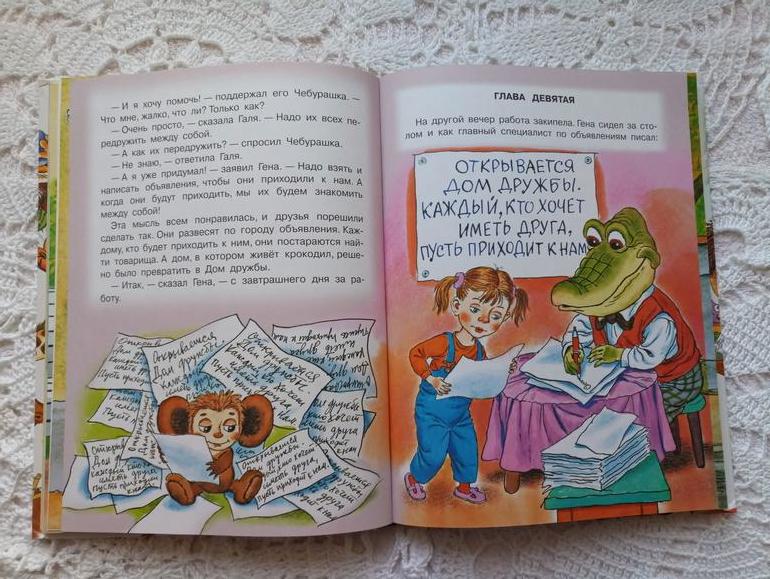 — И я хочу помочь! — поддержал его Чебурашка. —
Что мне, жалко, что ли? Только как?
— Очень просто, — сказала Галя. — Надо их всех пе-
редружить между собой.
— А как их передружить? — спросил Чебурашка.
— Не знаю, — ответила Галя.
— А я уже придумал! — заявил Гена. — Надо взять и
написать объявления, чтобы они приходили к нам. А
когда они будут приходить, мы их будем знакомить
между собой!
Эта мысль всем понравилась, и друзья порешили
сделать так. Они развесят по городу объявления. Каж-
дому, кто будет приходить к ним, они постараются най-
ти товарища. А дом, в котором живёт крокодил, реше-
но было превратить в Дом дружбы.
— Итак, — сказал Гена, — с завтрашнего дня за ра-
боту.
Открывается
Дом дружбы
ГЛАВА ДЕВЯТАЯ
На другой вечер работа закипела. Гена сидел за сто-
лом и как главный специалист по объявлениям писал:
ОТКРЫВАЕТСЯ
ДОМ ДРУЖБЫ.
КАЖДЫЙ, КТО ХОЧЕТ
ИМЕТЬ ДРУГА,
ПУСТЬ ПРИХОДИТ К НАМ